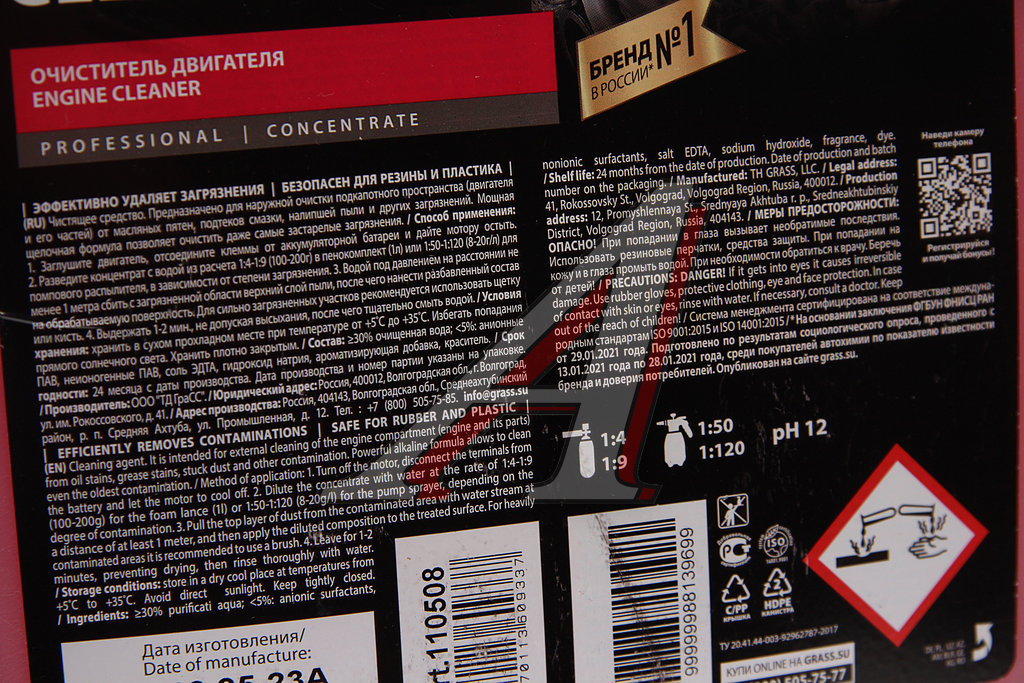 ОЧИСТИТЕЛЬ ДВИГАТЕЛЯ
ENGINE CLEANER
PROFESSIONAL | CONCENTRATE
БРЕНД
В РОССИИ*
№1
| ЭФФЕКТИВНО УДАЛЯЕТ ЗАГРЯЗНЕНИЯ | БЕЗОПАСЕН ДЛЯ РЕЗИНЫ И ПЛАСТИКА |
(RU) Чистящее средство. Предназначено для наружной очистки подкапотного пространства (двигателя
и его частей) от масляных пятен, подтеков смазки, налипшей пыли и других загрязнений. Мощная
щелочная формула позволяет очистить даже самые застарелые загрязнения. / Способ применения:
1. Заглушите двигатель, отсоедините клеммы от аккумуляторной батареи и дайте мотору остыть.
2. Разведите концентрат с водой из расчета 1:4-1:9 (100-200г) в пенокомплект (1л) или 1:50-1:120 (8-20г/л) для
помпового распылителя, в зависимости от степени загрязнения. 3. Водой под давлением на расстоянии не
менее 1 метра сбить с загрязненной области верхний слой пыли, после чего нанести разбавленный состав
на обрабатываемую поверхность. Для сильно загрязненных участков рекомендуется использовать щетку
или кисть. 4. Выдержать 1-2 мин., не допуская высыхания, после чего тщательно смыть водой. / Условия
хранения: хранить в сухом прохладном месте при температуре от +5°С до +35°С. Избегать попадания
прямого солнечного света. Хранить плотно закрытым. / Состав: ≥30% очищенная вода; <5%: анионные
ПАВ, неионогенные ПАВ, соль ЭДТА, гидроксид натрия, ароматизирующая добавка, краситель. / Срок
годности: 24 месяца с даты производства. Дата производства и номер партии указаны на упаковке.
/ Производитель: ООО "ТД ГраСС". / Юридический адрес: Россия, 400012, Волгоградская обл., г. Волгоград,
ул. им. Рокоссовского, д. 41. / Адрес производства: Россия, 404143, Волгоградская обл., Среднеахтубинский
район, р. п. Средняя Ахтуба, ул. Промышленная, д. 12. Тел. : +7 (800) 505-75-85. info@grass.su
| EFFICIENTLY REMOVES CONTAMINATIONS | SAFE FOR RUBBER AND PLASTIC |
(EN) Cleaning agent. It is intended for external cleaning of the engine compartment (engine and its parts)
from oil stains, grease stains, stuck dust and other contamination. Powerful alkaline formula allows to clean
even the oldest contamination. / Method of application: 1. Turn off the motor, disconnect the terminals from
the battery and let the motor to cool off. 2. Dilute the concentrate with water at the rate of 1:4-1:9
(100-200g) for the foam lance (1l) or 1:50-1:120 (8-20g/l) for the pump sprayer, depending on the
degree of contamination. 3. Pull the top layer of dust from the contaminated area with water stream at
a distance of at least 1 meter, and then apply the diluted composition to the treated surface. For heavily
contaminated areas it is recommended to use a brush. 4. Leave for 1-2
minutes, preventing drying, then rinse thoroughly with water.
/ Storage conditions: store in a dry cool place at temperatures from
+5°C to +35°C. Avoid direct sunlight. Keep tightly closed.
/ Ingredients: ≥30% purificati aqua; <5%: anionic surfactants,
nonionic surfactants, salt EDTA, sodium hydroxide, fragrance, dye.
/ Shelf life: 24 months from the date of production. Date of production and batch
number on the packaging. / Manufactured: TH GRASS, LLC. / Legal address:
41, Rokossovsky St., Volgograd, Volgograd Region, Russia, 400012. / Production
address: 12, Promyshlennaya St., Srednyaya Akhtuba r. p., Sredneakhtubinskiy
District, Volgograd Region, Russia, 404143. / МЕРЫ ПРЕДОСТОРОЖНОСТИ:
ОПАСНО! При попадании в глаза вызывает необратимые последствия.
Использовать резиновые перчатки, средства защиты. При попадании на
кожу и в глаза промыть водой. При необходимости обратиться к врачу. Беречь
от детей! / PRECAUTIONS: DANGER! If it gets into eyes it causes irreversible
damage. Use rubber gloves, protective clothing, eye and face protection. In case
of contact with skin or eyes, rinse with water. If necessary, consult a doctor. Keep
out of the reach of children. / Система менеджмента сертифицирована на соответствие междуна-
родным стандартам ISO 9001:2015 и ISO 14001:2015 / * На основании заключения ФГБУН ФНИСЦ РАН
от 29.01.2021 года. Подготовлено по результатам социологического опроса, проведенного с
13.01.2021 года по 28.01.2021 года, среди покупателей автохимии по показателю известности
бренда и доверия потребителей. Опубликован на сайте grass.su.
Наведи камеру
телефона
Регистрируйся
и получай бонусы!
1:4
1:9
1:50
1:120
pH 12
ISO
C/PP
КРЫШКА
HDPE
КАНИСТРА
ТУ 20.41.44-003-92962787-2017
КУПИ ONLINE НА GRASS.SU
505-75-77
Дата изготовления/
Date of manufacture:
rt.110508
9999998813969​9